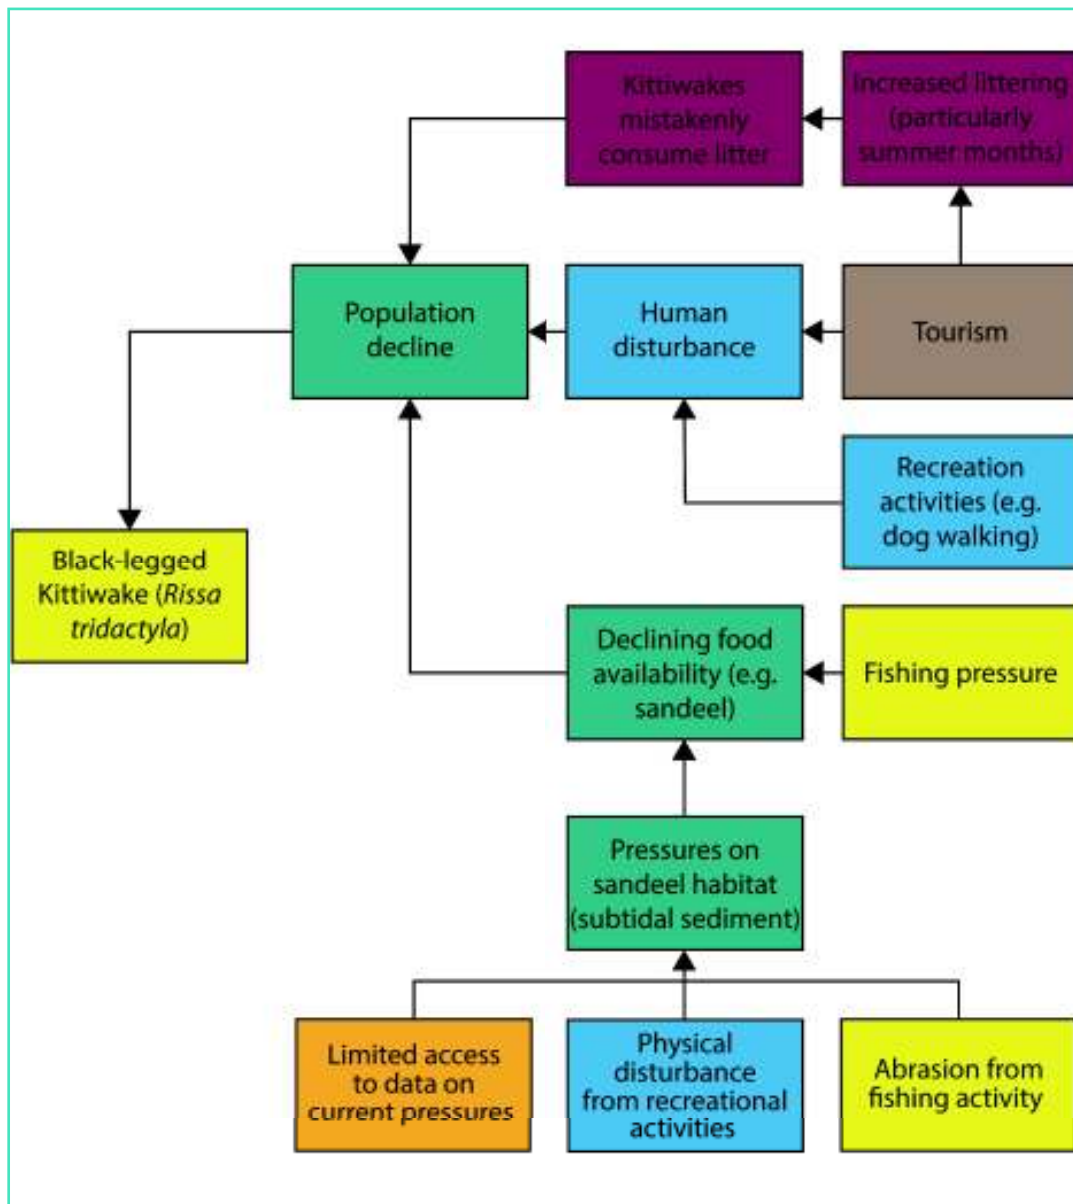 Kittiwakes
mistakenly
consume litter
Increased littering
(particularly
summer months)
Population
decline
Human
disturbance
Tourism
Recreation
activities (e.g.
dog walking)
Black-legged
Kittiwake (Rissa
tridactyla)
Declining food
availability (e.g.
sandeel)
Fishing pressure
Pressures on
sandeel habitat
(subtidal sediment)
Limited access
to data on
current pressures
Physical
disturbance
from recreational
activities
Abrasion from
fishing activity